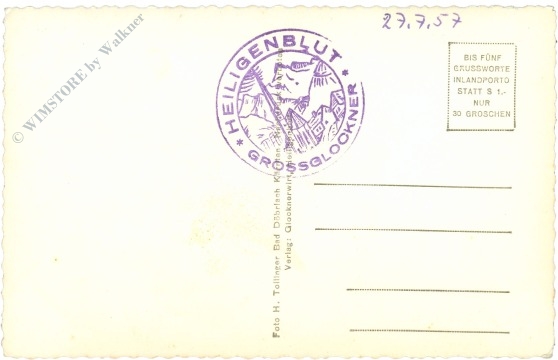 27.7.57
© WIMSTORE by Walkner
* HEILIGENBLUT *
GROSSGLOCKNER
BIS FÜNF
GRUSSWORTE
INLANDPORTO
STATT S 1.-
NUR
30 GROSCHEN
Foto H. Tollinger Bad Döbriach Kärnten
Verlag: Glocknerwirt